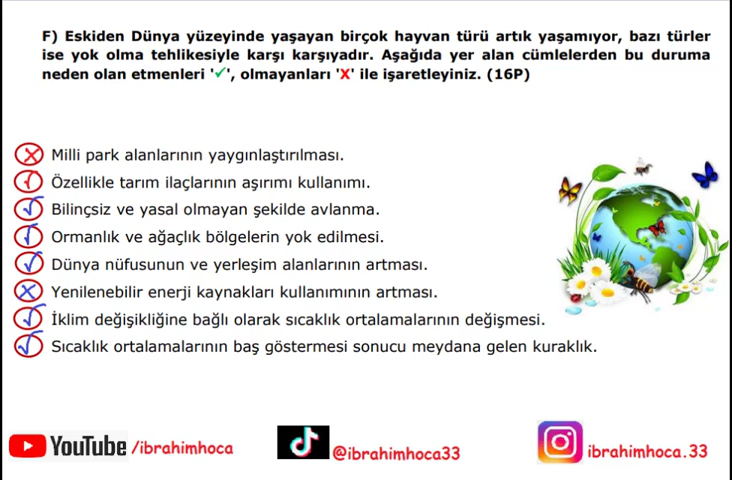 F) Eskiden Dünya yüzeyinde yaşayan birçok hayvan türü artık yaşamıyor, bazı türler
ise yok olma tehlikesiyle karşı karşıyadır. Aşağıda yer alan cümlelerden bu duruma
neden olan etmenleri '✓', olmayanları 'X' ile işaretleyiniz. (16P)
X Milli park alanlarının yaygınlaştırılması.
✓ Özellikle tarım ilaçlarının aşırımı kullanımı.
✓ Bilinçsiz ve yasal olmayan şekilde avlanma.
✓ Ormanlık ve ağaçlık bölgelerin yok edilmesi.
✓ Dünya nüfusunun ve yerleşim alanlarının artması.
X Yenilenebilir enerji kaynakları kullanımının artması.
✓ İklim değişikliğine bağlı olarak sıcaklık ortalamalarının değişmesi.
✓ Sıcaklık ortalamalarının baş göstermesi sonucu meydana gelen kuraklık.
YouTube /ibrahimhoca
@ibrahimhoca33
ibrahimhoca.33